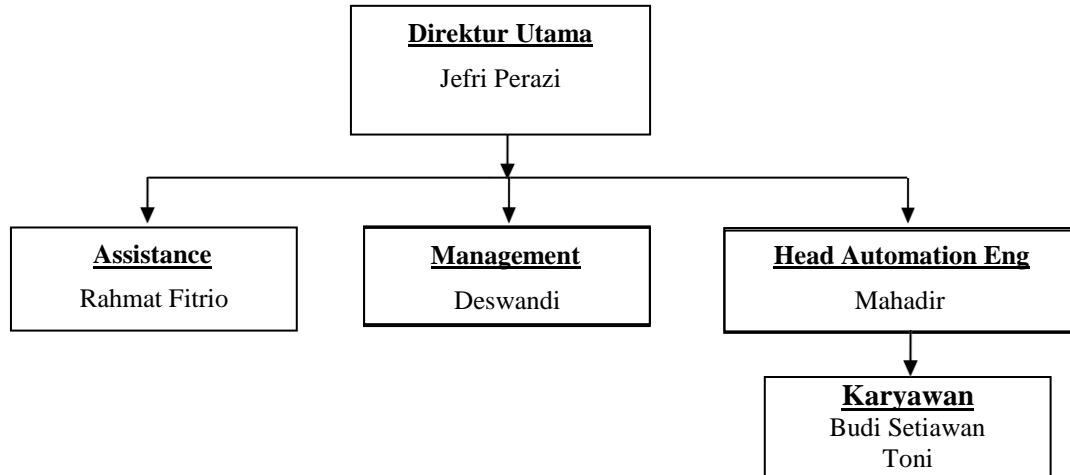 Direktur Utama
Jefri Perazi
Assistance
Rahmat Fitrio
Management
Deswandi
Head Automation Eng
Mahadir
Karyawan
Budi Setiawan
Toni